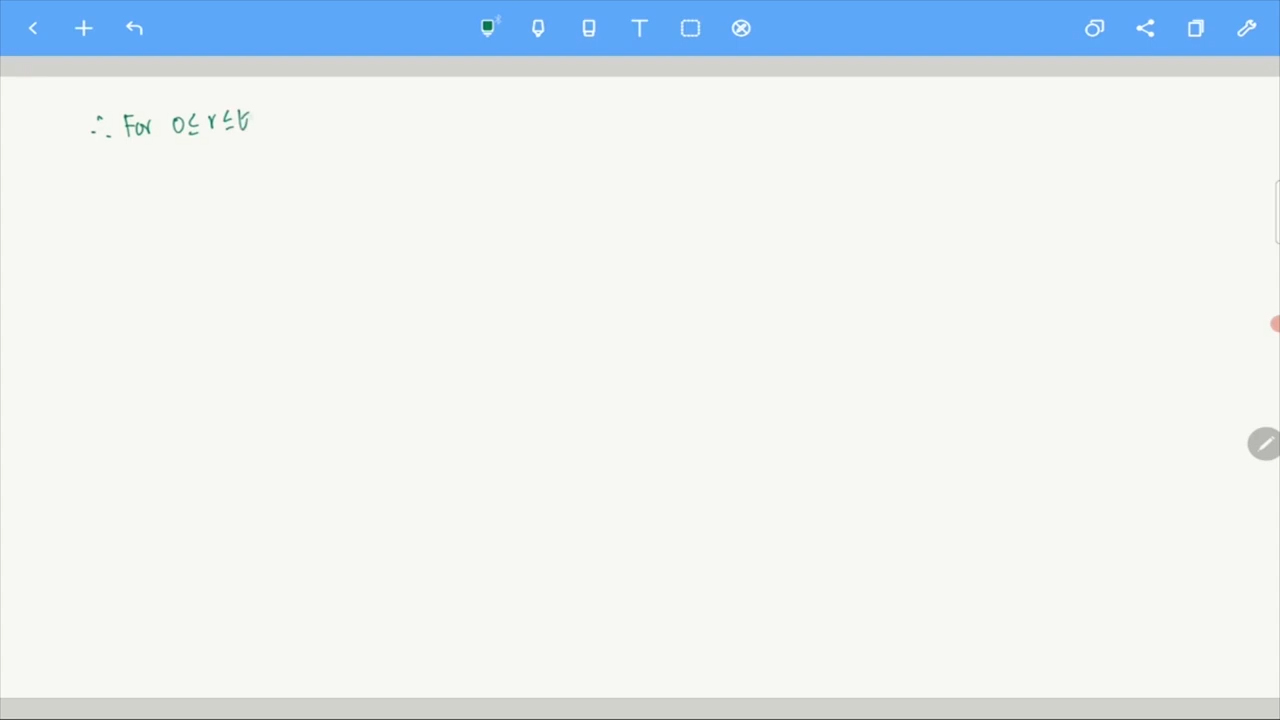 ∴ For 0 ≤ r ≤ t